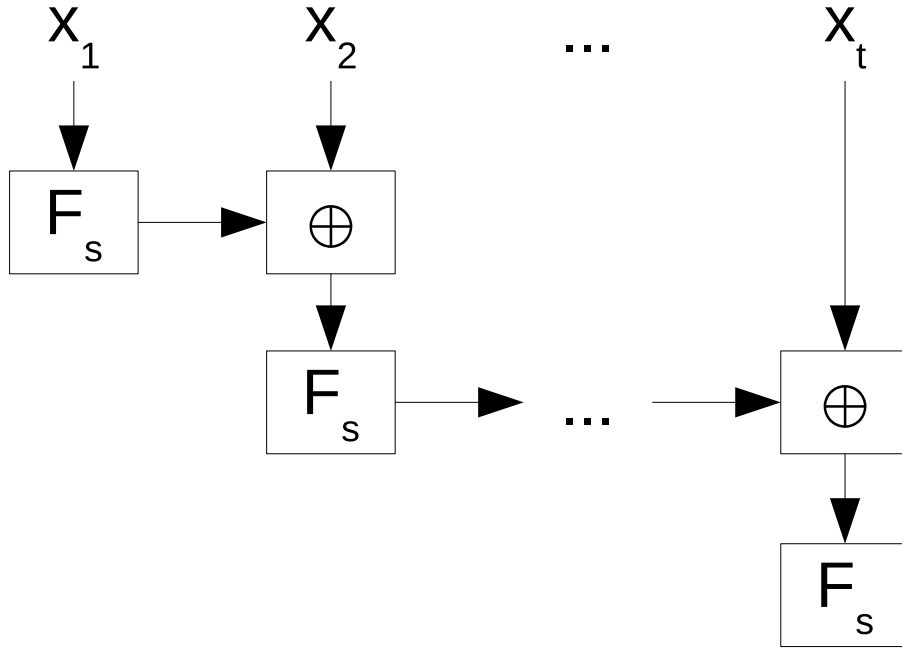 x₁ x₂ ... xₜ
Fₛ ⊕
Fₛ ... ⊕
Fₛ